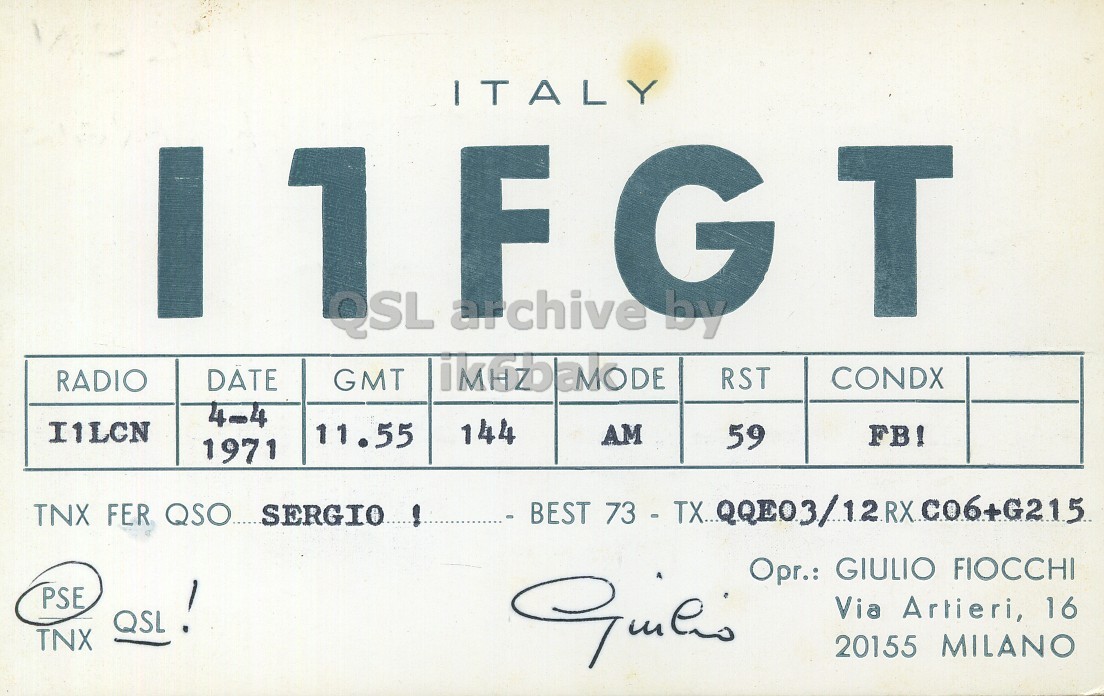 ITALY
I1FGT
QSL archive by
ik6bak
RADIO DATE GMT MHZ MODE RST CONDX
I1LCN 4-4 1971 11.55 144 AM 59 FB!
TNX FER QSO SERGIO ! - BEST 73 - TX QQE03/12 RX C06+G215
PSE
TNX QSL !
Giulio
Opr.: GIULIO FIOCCHI
Via Artieri, 16
20155 MILANO